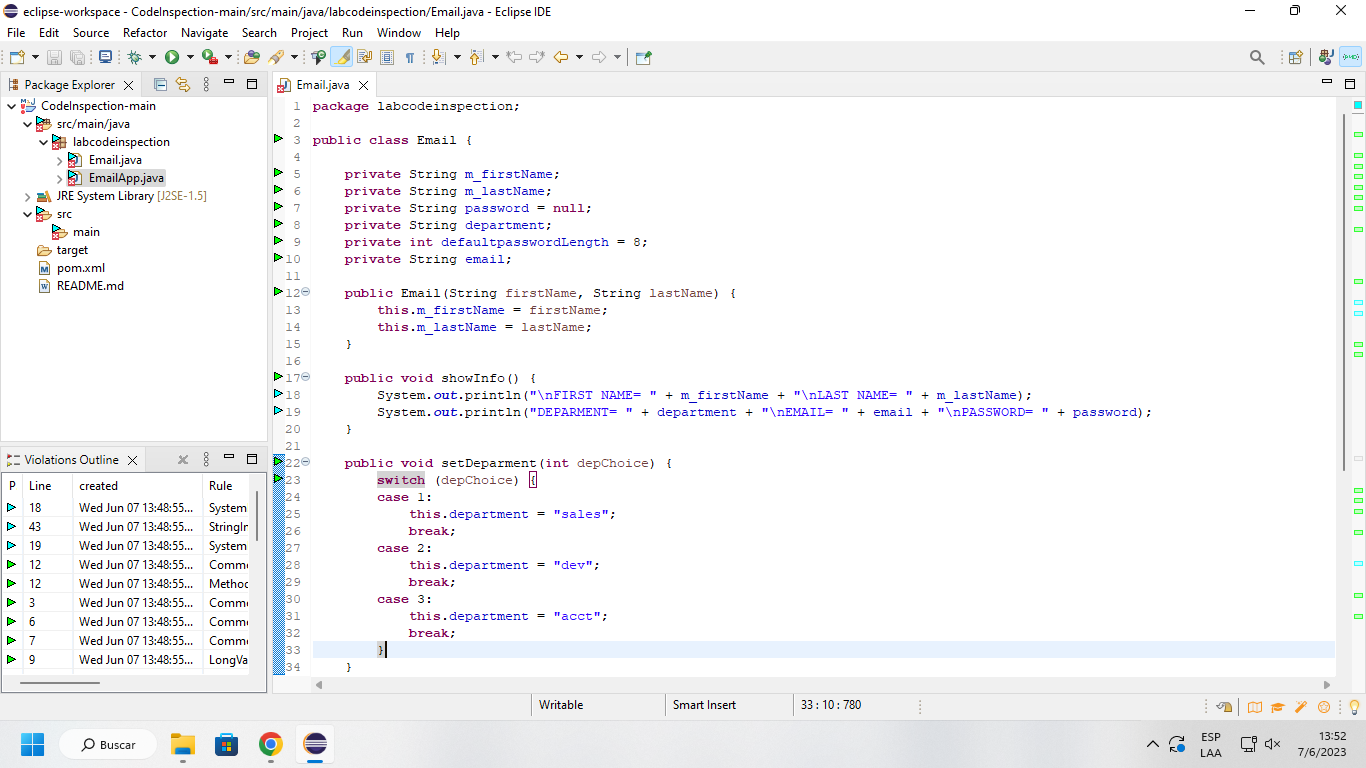 eclipse-workspace - CodeInspection-main/src/main/java/labcodeinspection/Email.java - Eclipse IDE
File Edit Source Refactor Navigate Search Project Run Window Help
Package Explorer
CodeInspection-main
src/main/java
labcodeinspection
Email.java
EmailApp.java
JRE System Library [J2SE-1.5]
src
main
target
pom.xml
README.md
Violations Outline
P Line created Rule
18 Wed Jun 07 13:48:55... System
43 Wed Jun 07 13:48:55... StringIn
19 Wed Jun 07 13:48:55... System
12 Wed Jun 07 13:48:55... Comm
12 Wed Jun 07 13:48:55... Methoc
3 Wed Jun 07 13:48:55... Comm
6 Wed Jun 07 13:48:55... Comm
7 Wed Jun 07 13:48:55... Comm
9 Wed Jun 07 13:48:55... LongVa
Email.java
1 package labcodeinspection;
2
3 public class Email {
4
5 private String m_firstName;
6 private String m_lastName;
7 private String password = null;
8 private String department;
9 private int defaultpasswordLength = 8;
10 private String email;
11
12 public Email(String firstName, String lastName) {
13 this.m_firstName = firstName;
14 this.m_lastName = lastName;
15 }
16
17 public void showInfo() {
18 System.out.println("\nFIRST NAME= " + m_firstName + "\nLAST NAME= " + m_lastName);
19 System.out.println("DEPARMENT= " + department + "\nEMAIL= " + email + "\nPASSWORD= " + password);
20 }
21
22 public void setDeparment(int depChoice) {
23 switch (depChoice) {
24 case 1:
25 this.department = "sales";
26 break;
27 case 2:
28 this.department = "dev";
29 break;
30 case 3:
31 this.department = "acct";
32 break;
33 }
34 }
Writable Smart Insert 33 : 10 : 780
Buscar
ESP
LAA
13:52
7/6/2023